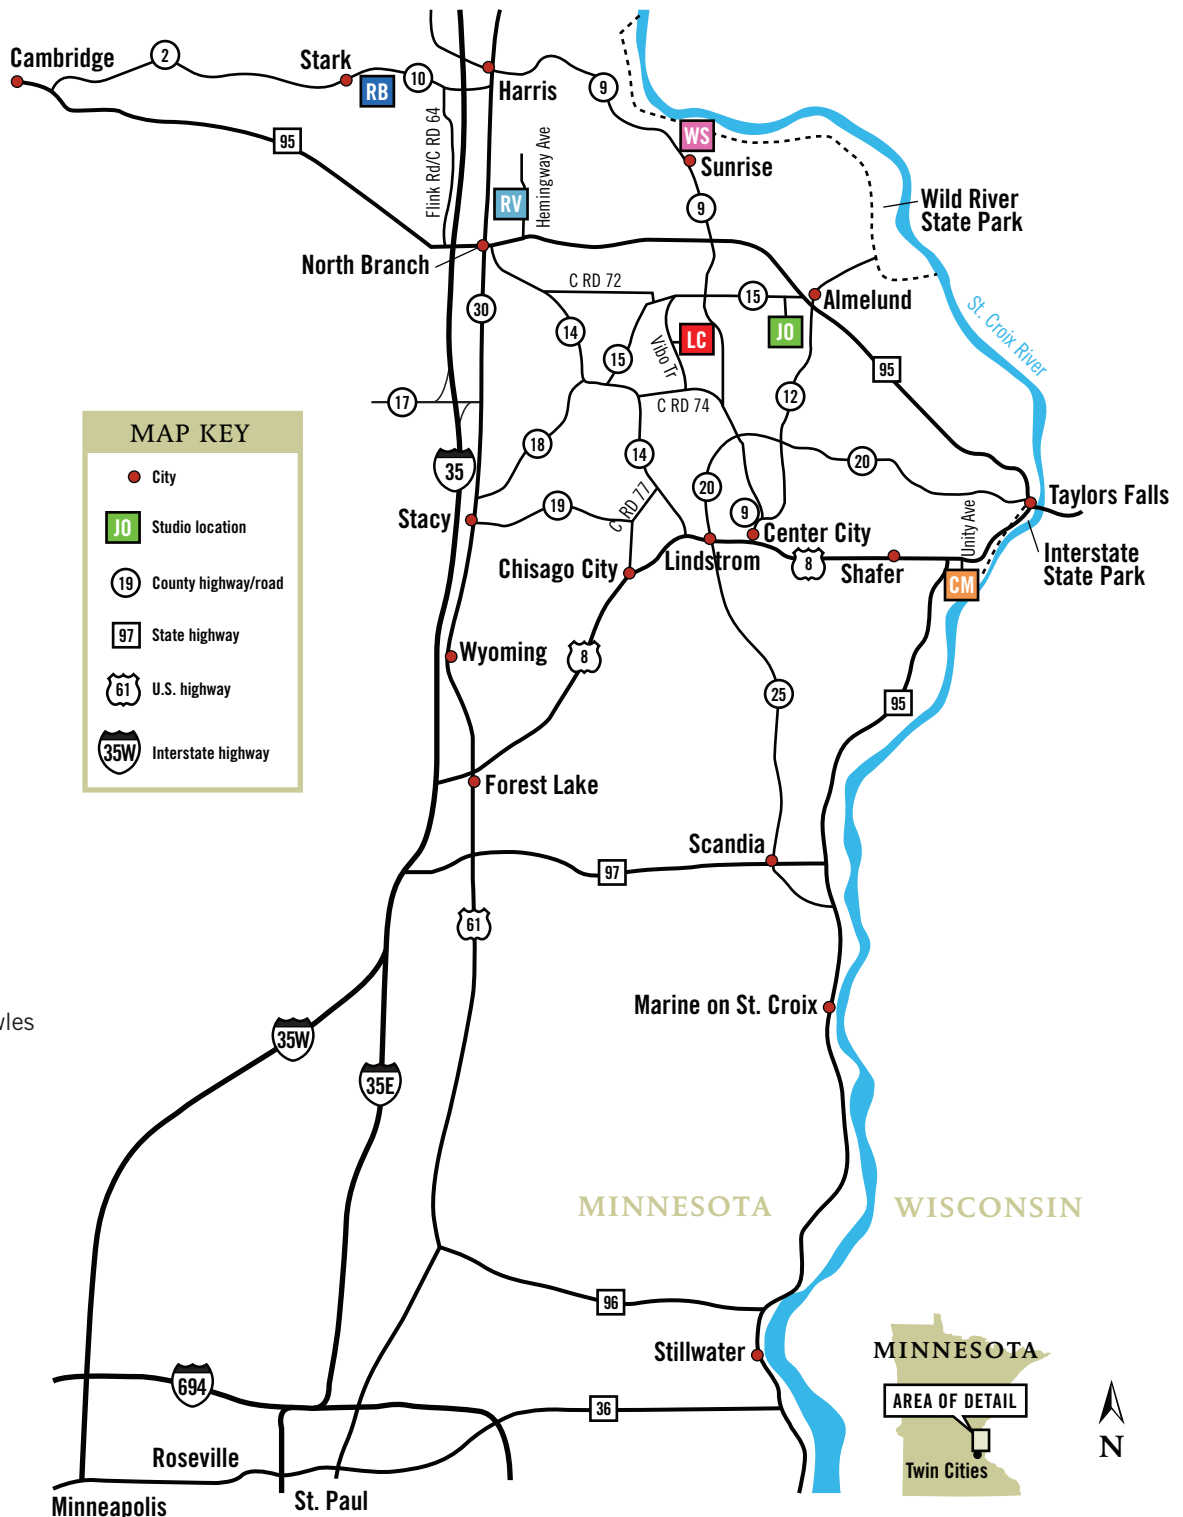 Cambridge
2
Stark
RB
10
Harris
9
95
Flink Rd/C RD 64
Hemingway Ave
RV
WS
Sunrise
9
Wild River
State Park
North Branch
C RD 72
30
14
15
15
Almelund
St. Croix River
Vibo Tr
LC
JO
95
17
C RD 74
12
MAP KEY
City
JO
Studio location
19
County highway/road
97
State highway
61
U.S. highway
35W
Interstate highway
35
18
14
20
20
C RD 77
19
Stacy
9
Center City
Lindstrom
Chisago City
8
Shafer
Unity Ave
CM
Taylors Falls
Interstate
State Park
Wyoming
8
25
95
Forest Lake
Scandia
97
61
Marine on St. Croix
wles
35W
35E
MINNESOTA
WISCONSIN
96
Stillwater
694
36
Roseville
Minneapolis
St. Paul
MINNESOTA
AREA OF DETAIL
Twin Cities
N